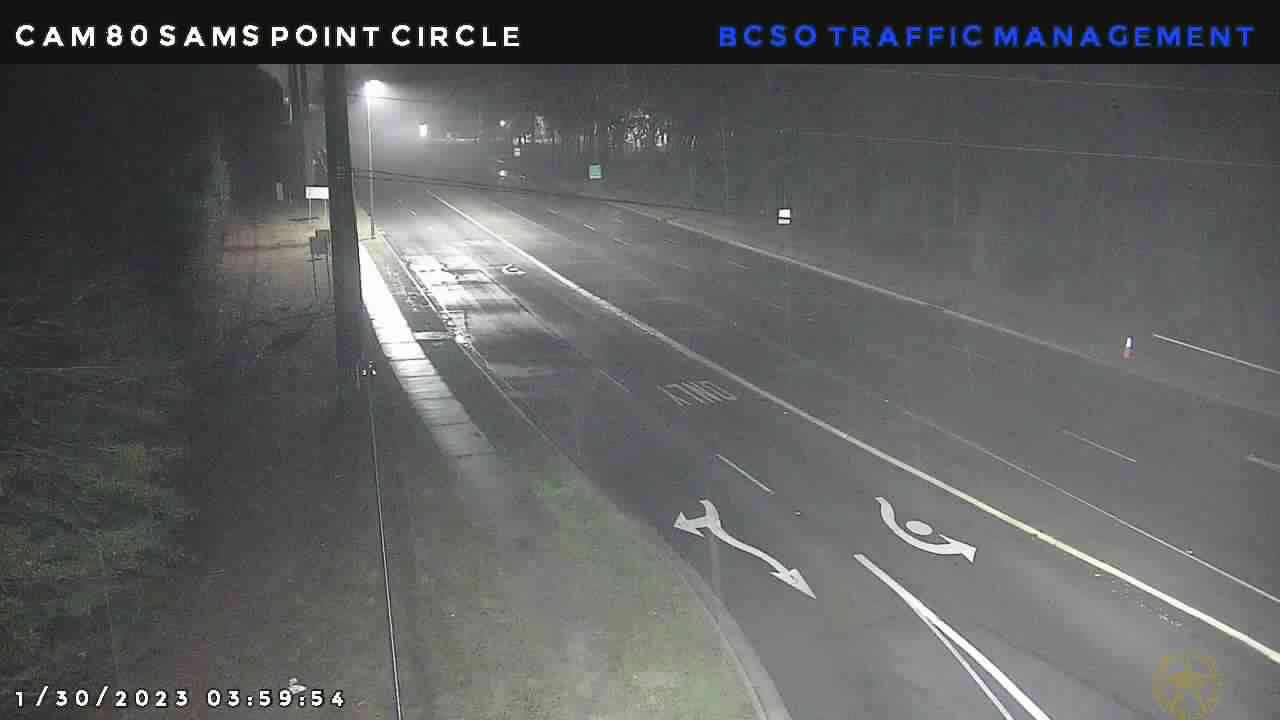 CAM 80 SAMS POINT CIRCLE
BCSO TRAFFIC MANAGEMENT
ONLY
1/30/2023 03:59:54